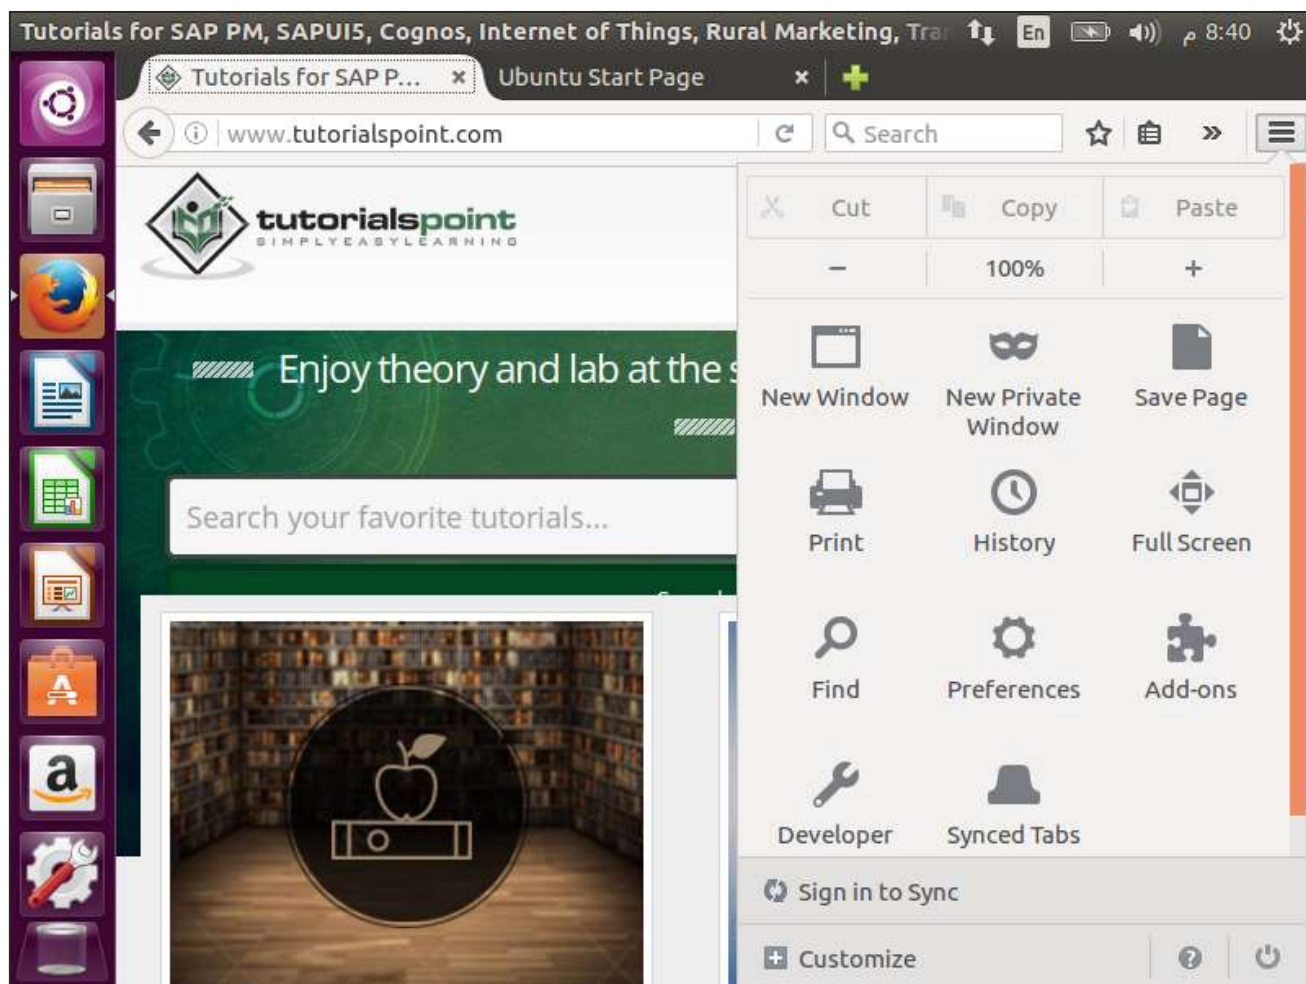 Tutorials for SAP PM, SAPUI5, Cognos, Internet of Things, Rural Marketing, Tra
En
م 8:40
Tutorials for SAP P...
Ubuntu Start Page
www.tutorialspoint.com
Search
tutorialspoint
SIMPLYEASYLEARNING
Cut
Copy
Paste
100%
Enjoy theory and lab at the s
New Window
New Private
Window
Save Page
Search your favorite tutorials...
Print
History
Full Screen
Find
Preferences
Add-ons
Developer
Synced Tabs
Sign in to Sync
Customize